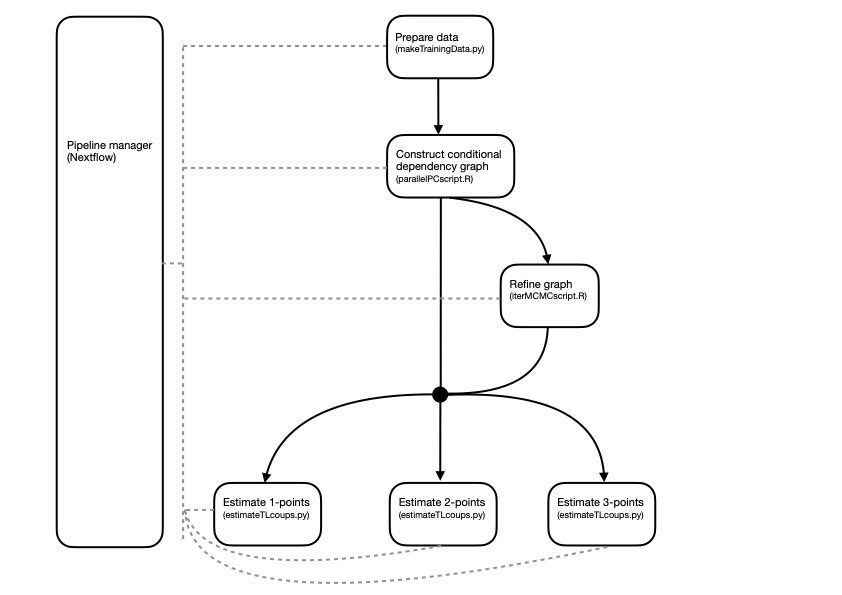 Prepare data
(makeTrainingData.py)
Pipeline manager
(Nextflow)
Construct conditional
dependency graph
(parallelPCscript.R)
Refine graph
(iterMCMCscript.R)
Estimate 1-points
(estimateTLcoups.py)
Estimate 2-points
(estimateTLcoups.py)
Estimate 3-points
(estimateTLcoups.py)